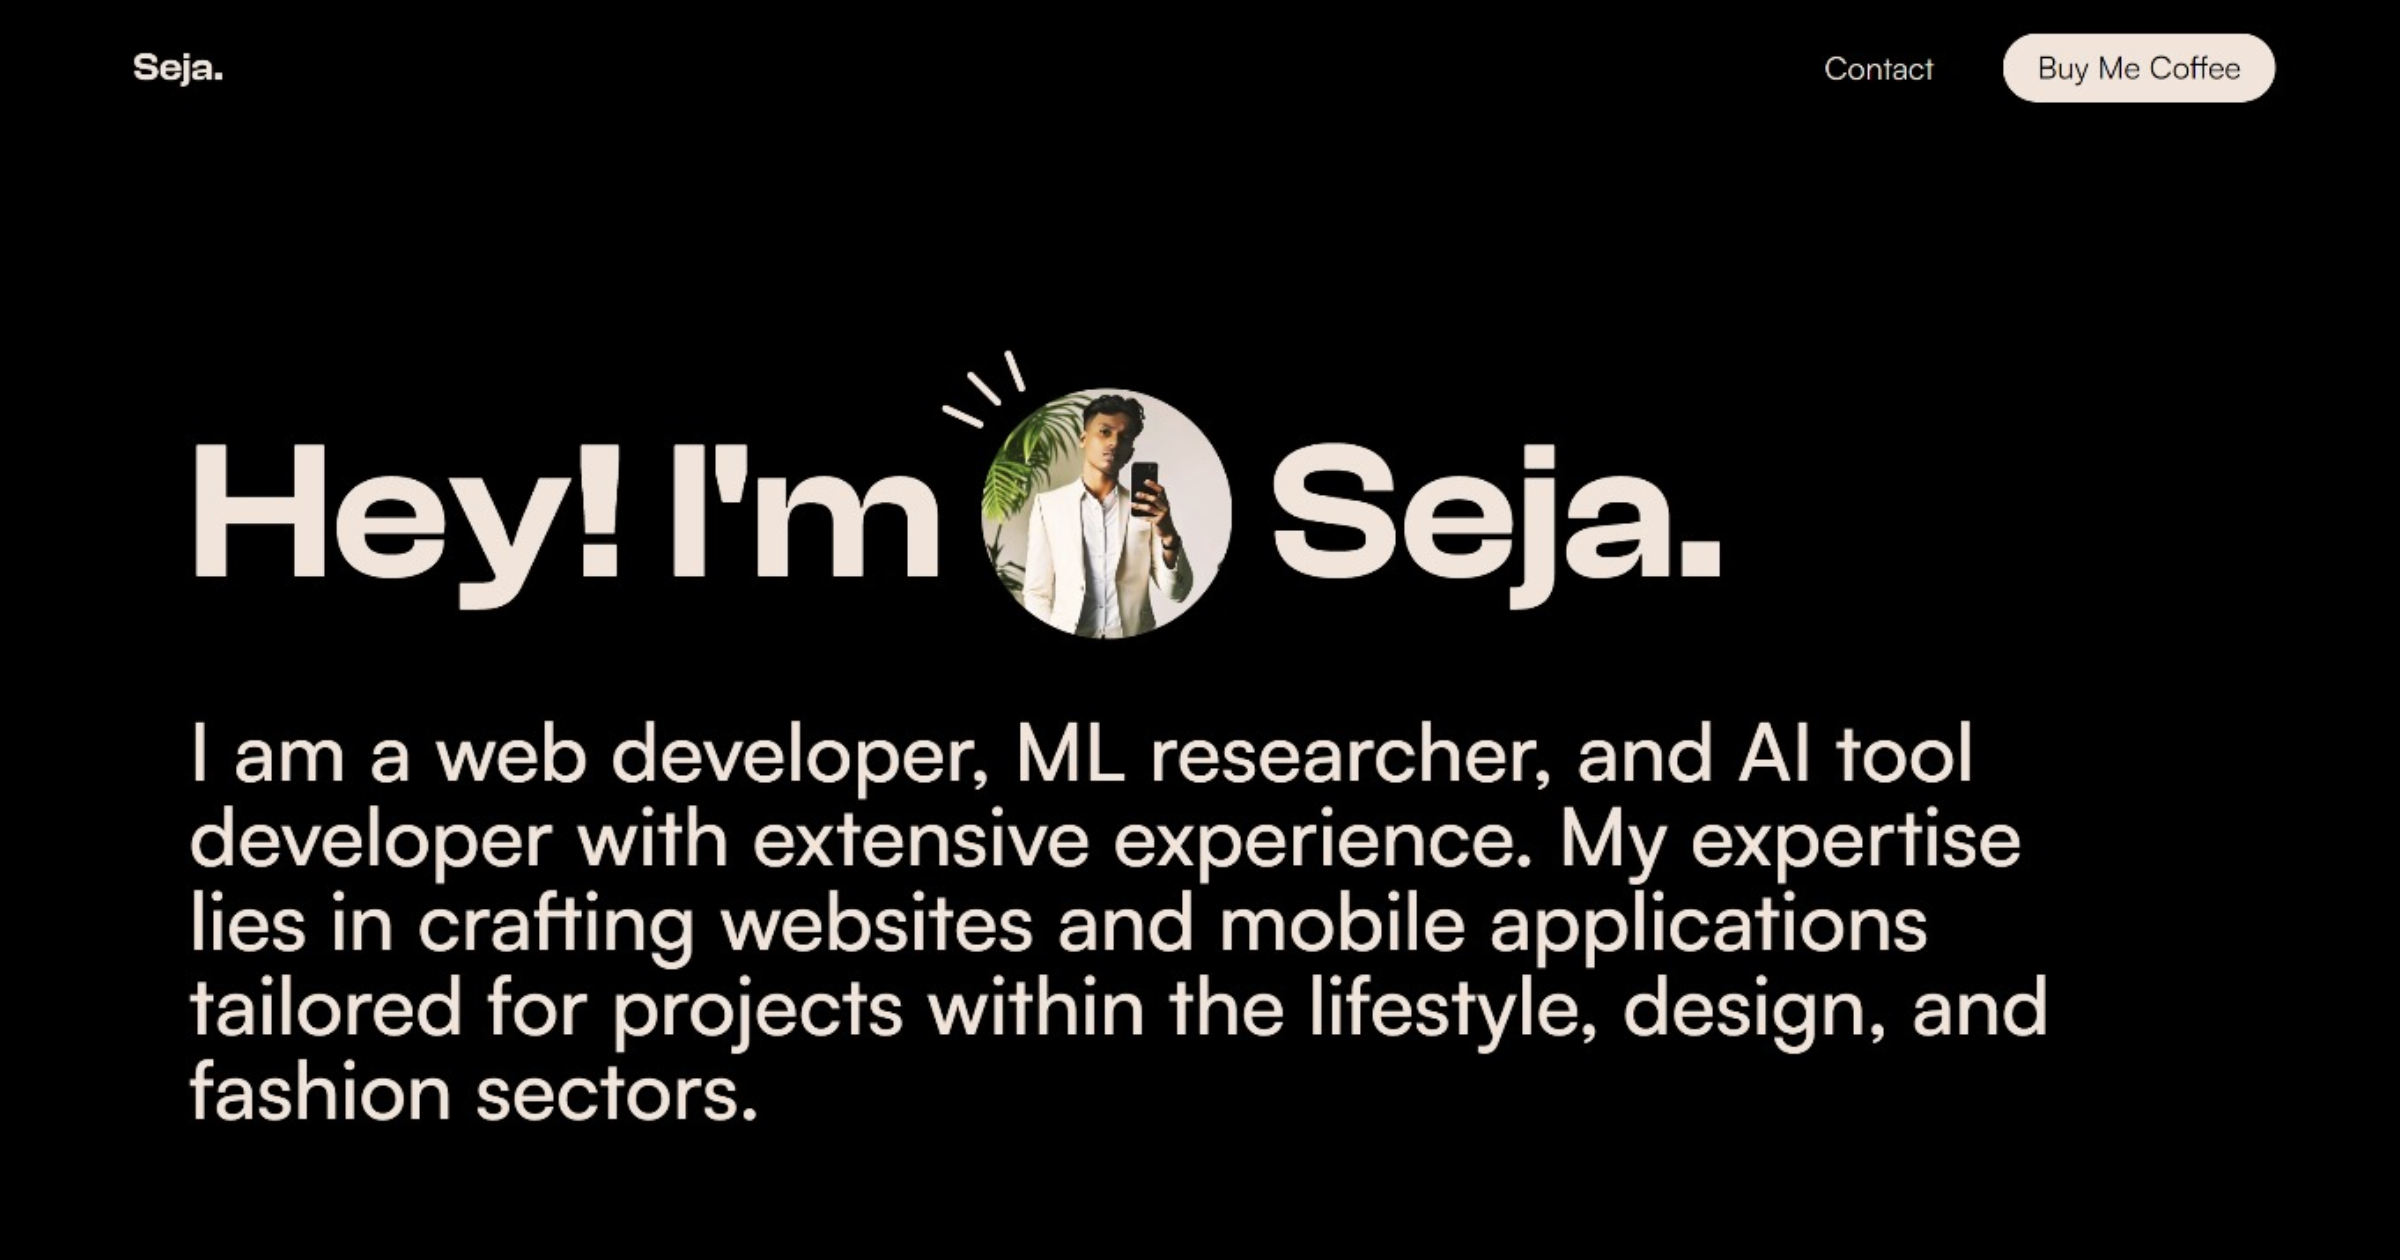 Seja.
Contact
Buy Me Coffee
Hey! I'm Seja.
I am a web developer, ML researcher, and AI tool
developer with extensive experience. My expertise
lies in crafting websites and mobile applications
tailored for projects within the lifestyle, design, and
fashion sectors.